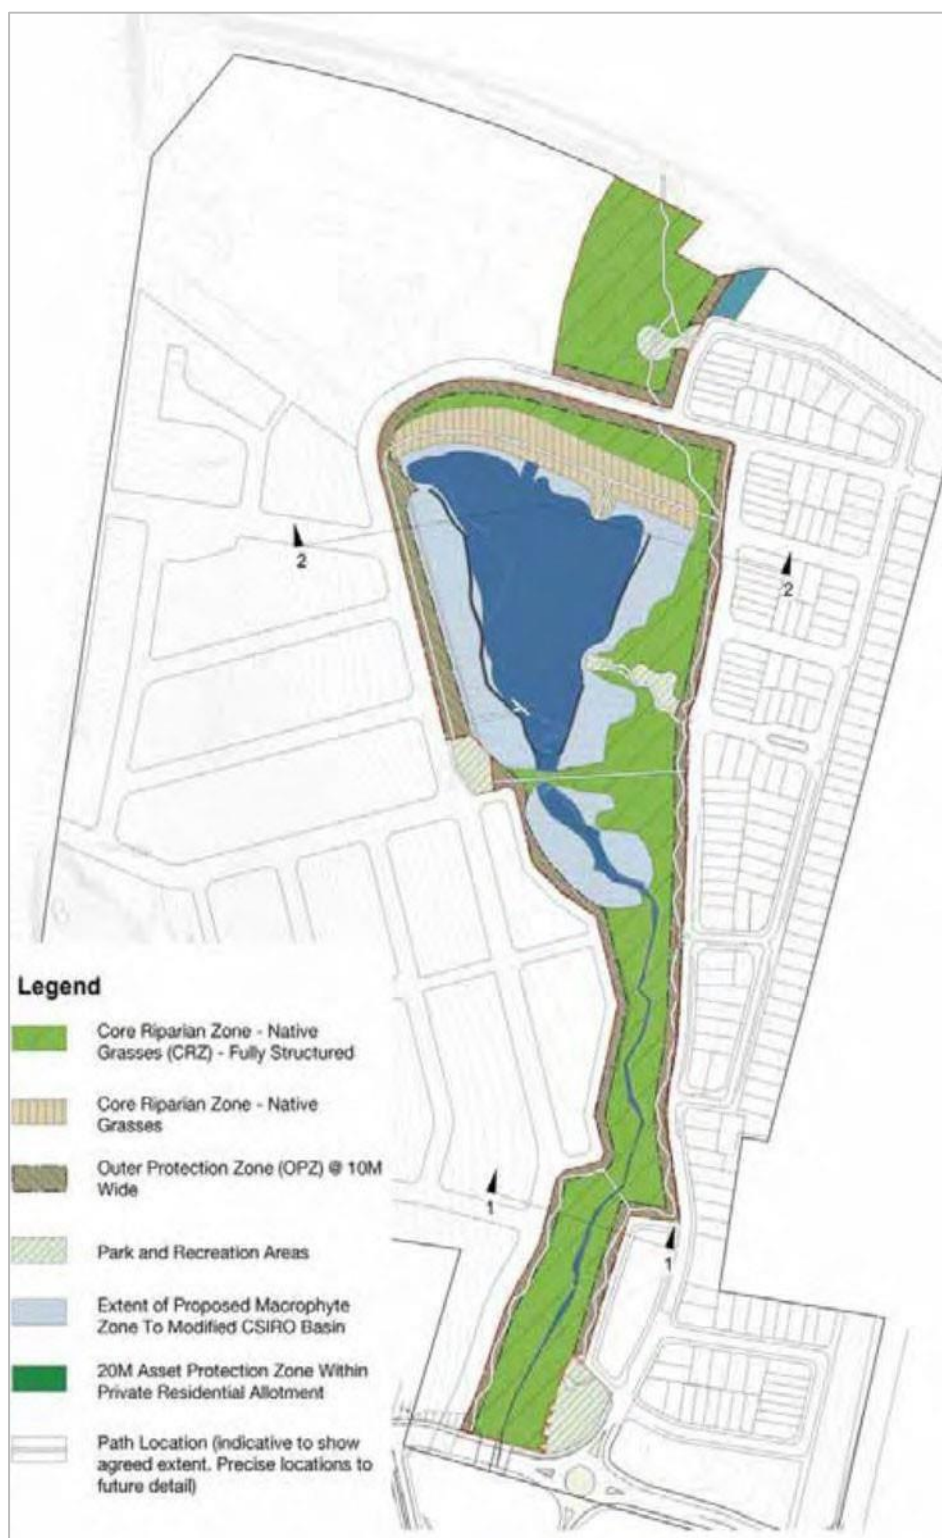 2
2
Legend
Core Riparian Zone - Native
Grasses (CRZ) - Fully Structured
Core Riparian Zone - Native
Grasses
Outer Protection Zone (OPZ) @ 10M
Wide
1
1
Park and Recreation Areas
Extent of Proposed Macrophyte
Zone To Modified CSIRO Basin
20M Asset Protection Zone Within
Private Residential Allotment
Path Location (indicative to show
agreed extent. Precise locations to
future detail)